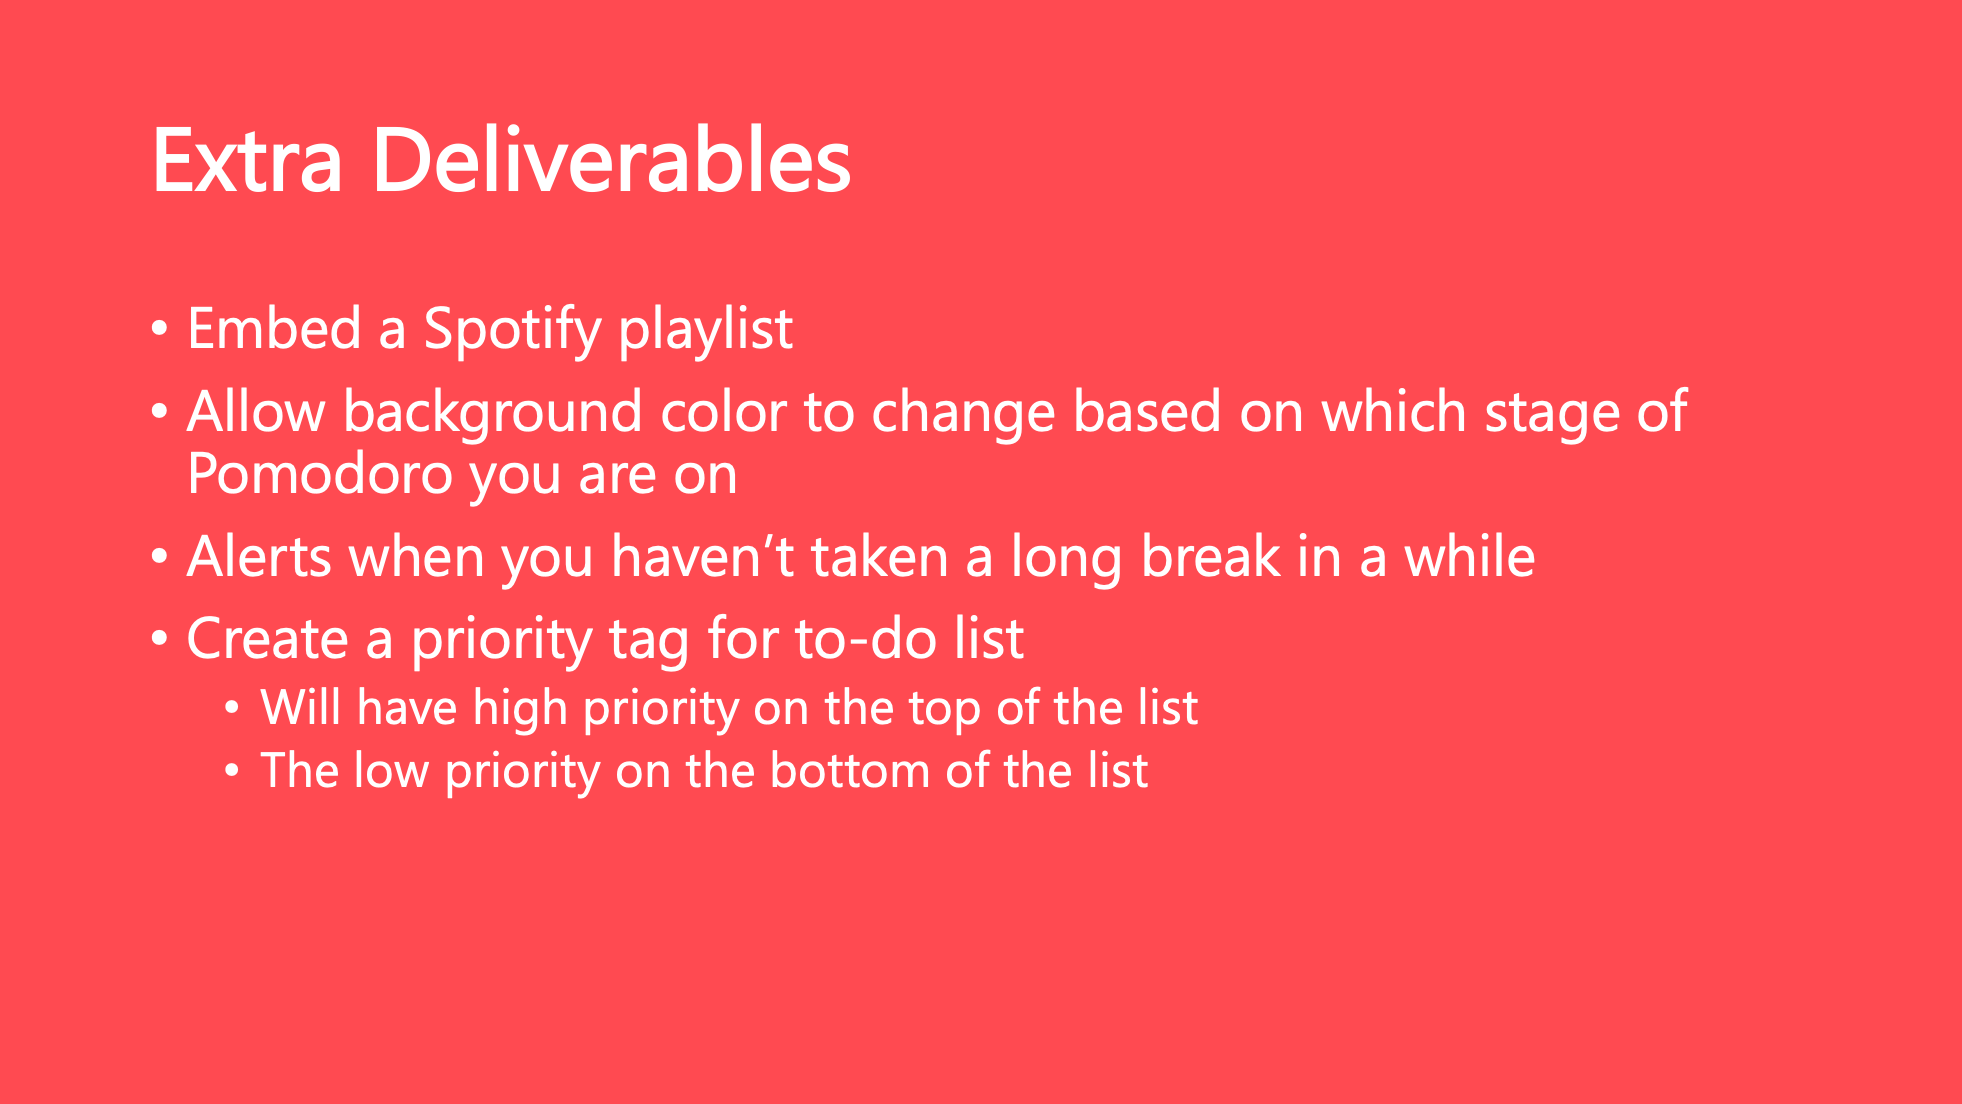 Extra Deliverables
• Embed a Spotify playlist
• Allow background color to change based on which stage of
Pomodoro you are on
• Alerts when you haven’t taken a long break in a while
• Create a priority tag for to-do list
• Will have high priority on the top of the list
• The low priority on the bottom of the list